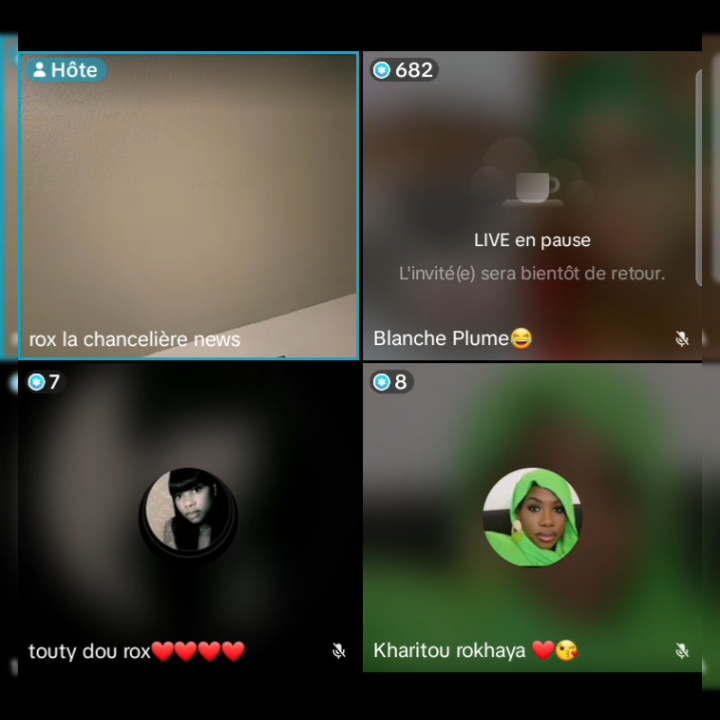 Hôte
682
LIVE en pause
L'invité(e) sera bientôt de retour.
rox la chancelière news
Blanche Plume😂
7
8
touty dou rox❤️❤️❤️❤️
Kharitou rokhaya ❤️😘